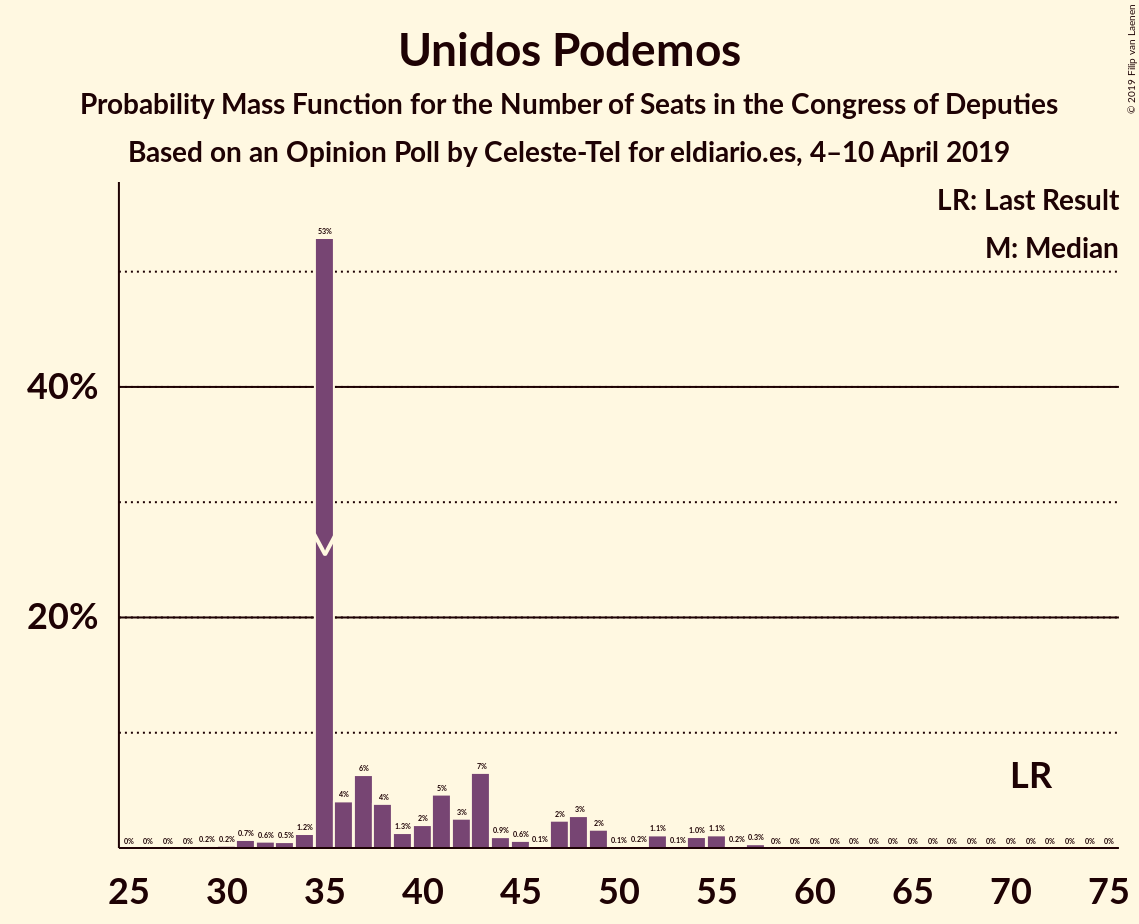 Unidos Podemos
Probability Mass Function for the Number of Seats in the Congress of Deputies
Based on an Opinion Poll by Celeste-Tel for eldiario.es, 4–10 April 2019
© 2019 Filip van Laenen
LR: Last Result
M: Median
40%
20%
0% 0% 0% 0% 0.2% 0.2% 0.7% 0.6% 0.5% 1.2% 53% 4% 6% 4% 1.3% 2% 5% 3% 7% 0.9% 0.6% 0.1% 2% 3% 2% 0.1% 0.2% 1.1% 0.1% 1.0% 1.1% 0.2% 0.3% 0% 0% 0% 0% 0% 0% 0% 0% 0% 0% 0% 0% 0% 0% 0% 0% 0% 0%
M
LR
25 30 35 40 45 50 55 60 65 70 75